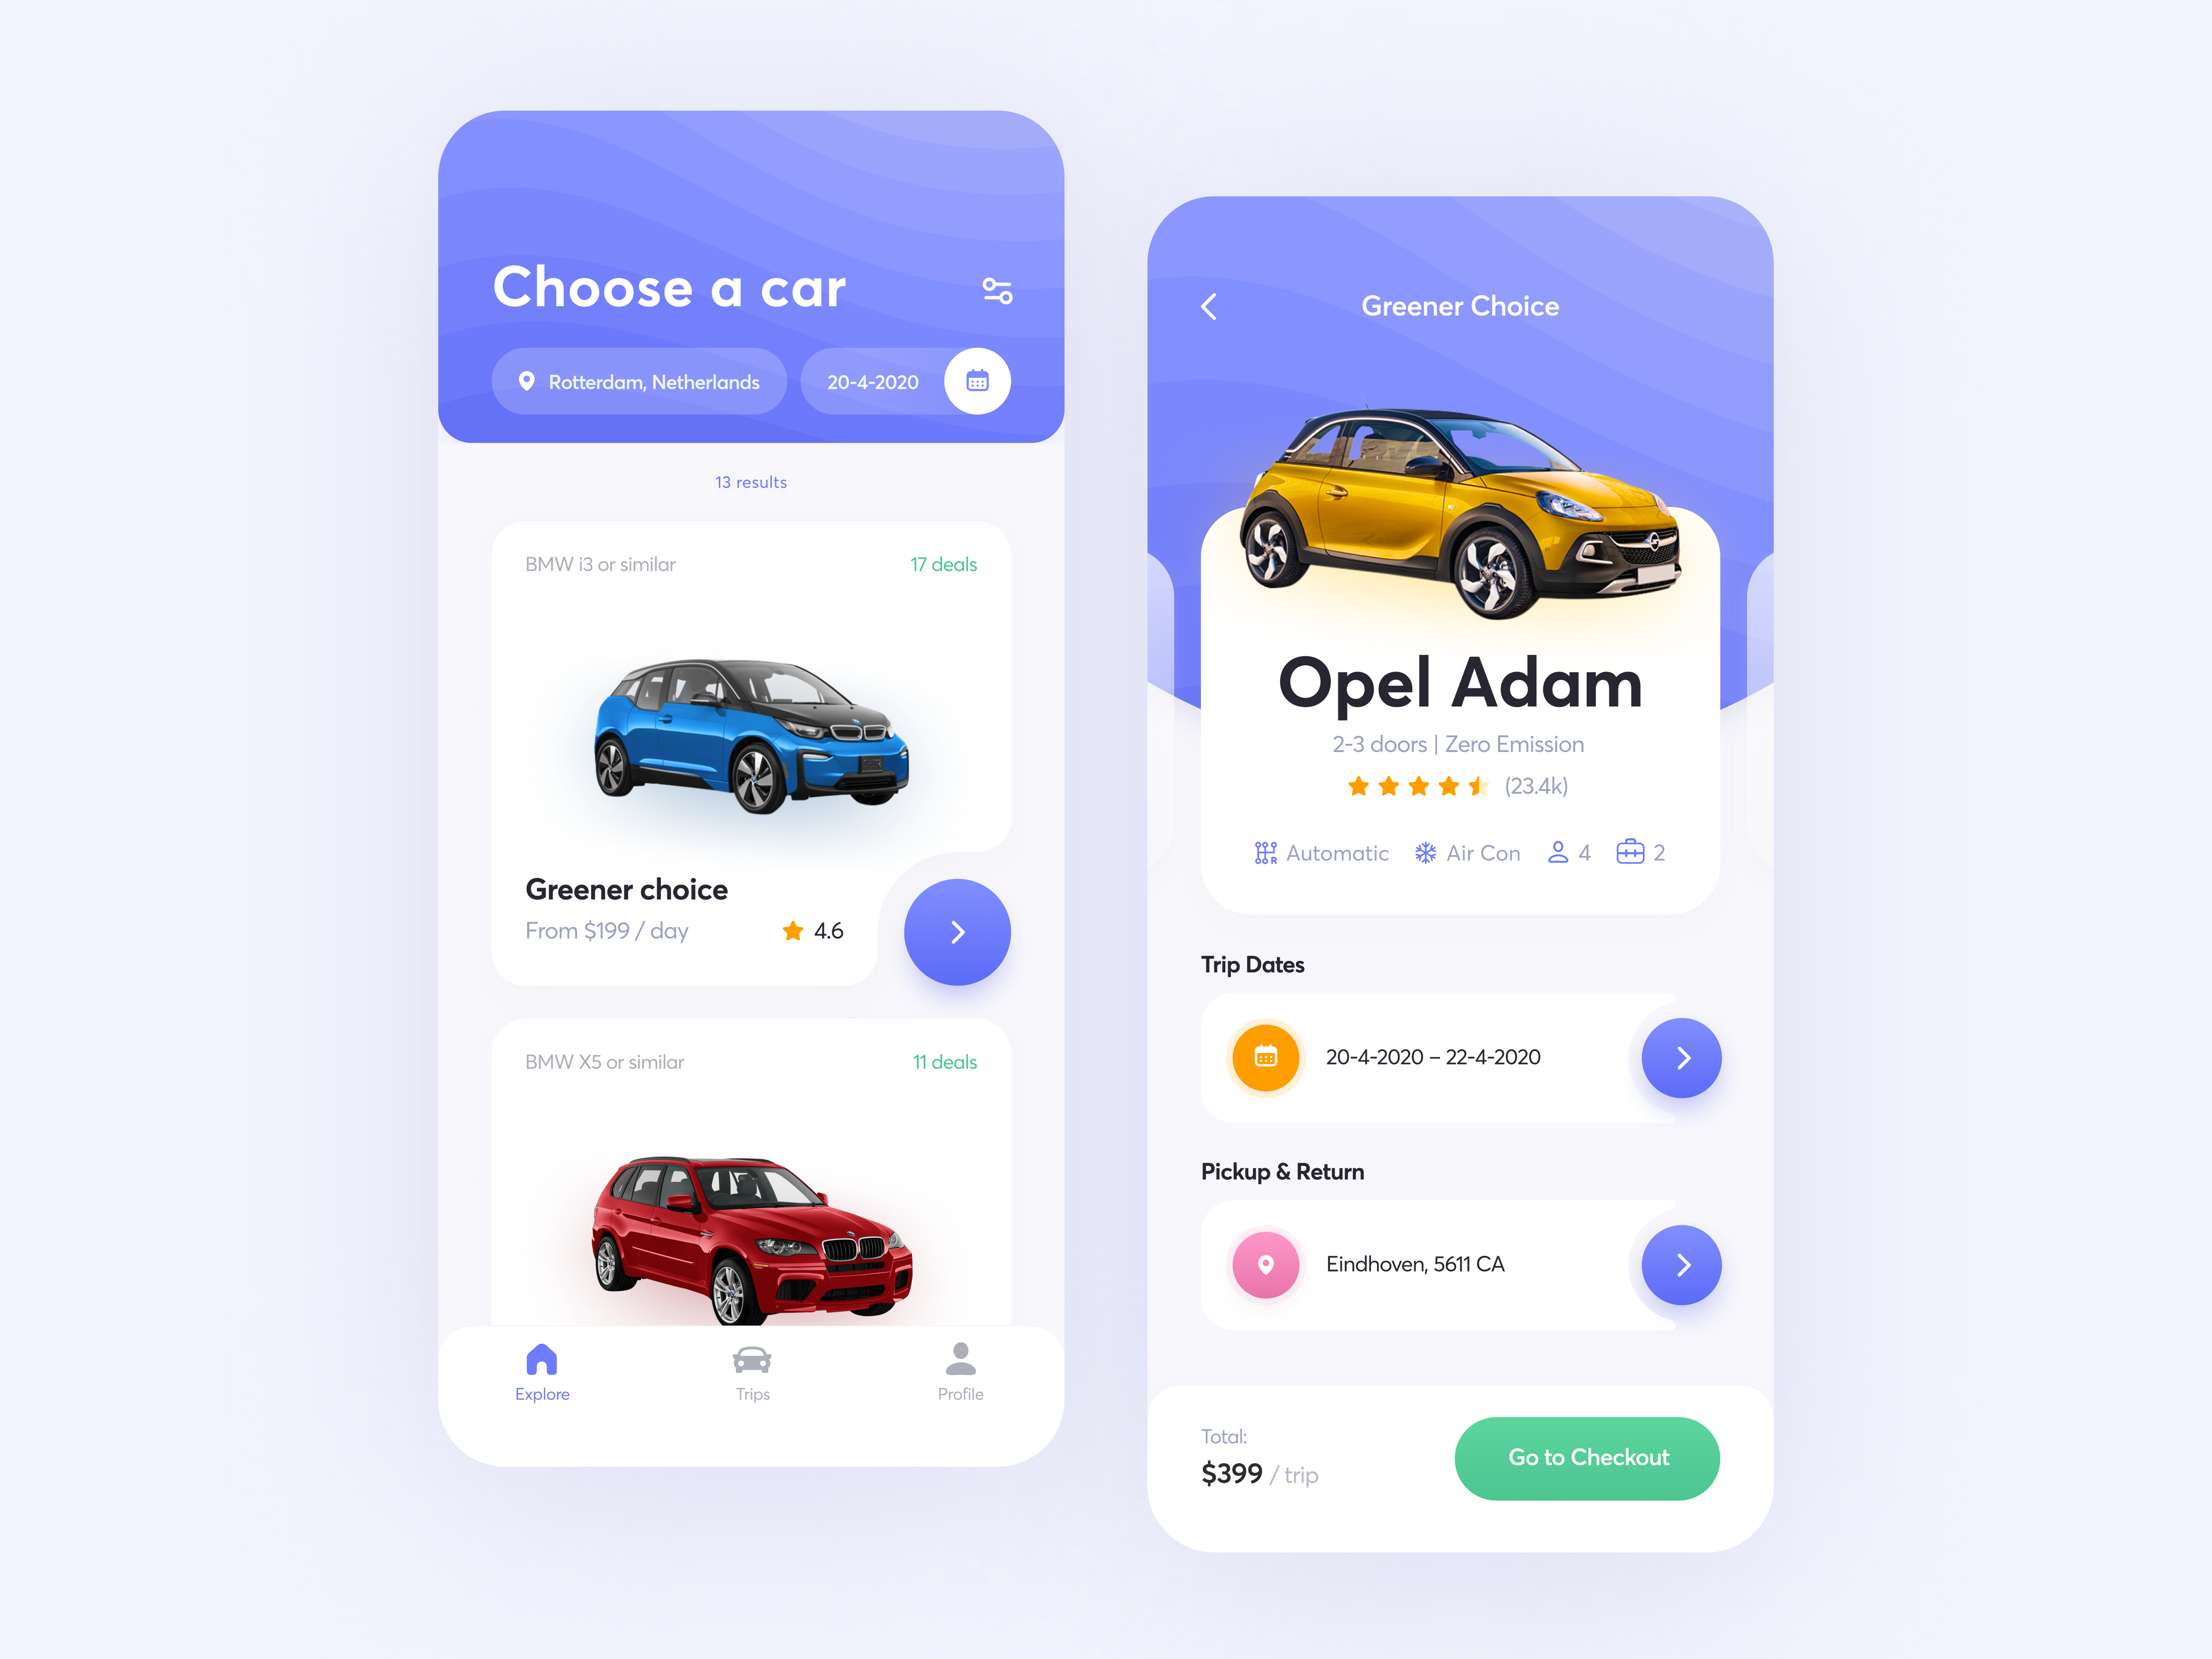 Choose a car
Rotterdam, Netherlands
20-4-2020
13 results
BMW i3 or similar
17 deals
Greener choice
From $199 / day
4.6
BMW X5 or similar
11 deals
Explore
Trips
Profile
Greener Choice
Opel Adam
2-3 doors | Zero Emission
(23.4k)
R Automatic
Air Con
4
2
Trip Dates
20-4-2020 – 22-4-2020
Pickup & Return
Eindhoven, 5611 CA
Total:
$399 / trip
Go to Checkout